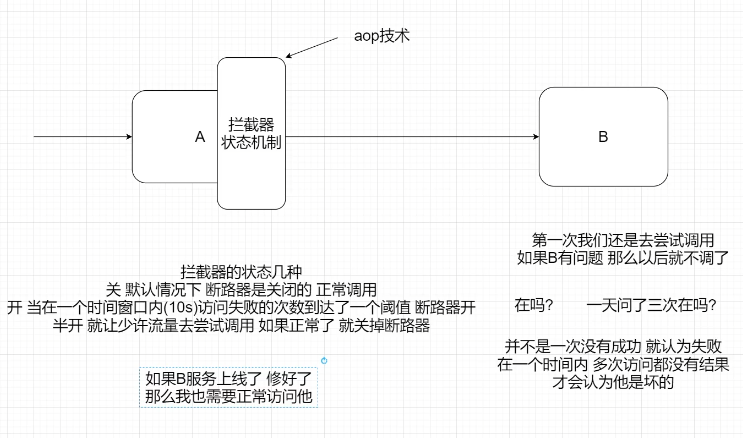 aop技术
A
拦截器
状态机制
B
拦截器的状态几种
关 默认情况下 断路器是关闭的 正常调用
开 当在一个时间窗口内(10s)访问失败的次数到达了一个阈值 断路器开
半开 就让少许流量去尝试调用 如果正常了 就关掉断路器
如果B服务上线了 修好了
那么我也需要正常访问他
第一次我们还是去尝试调用
如果B有问题 那么以后就不调了
在吗? 一天问了三次在吗?
并不是一次没有成功 就认为失败
在一个时间内 多次访问都没有结果
才会认为他是坏的